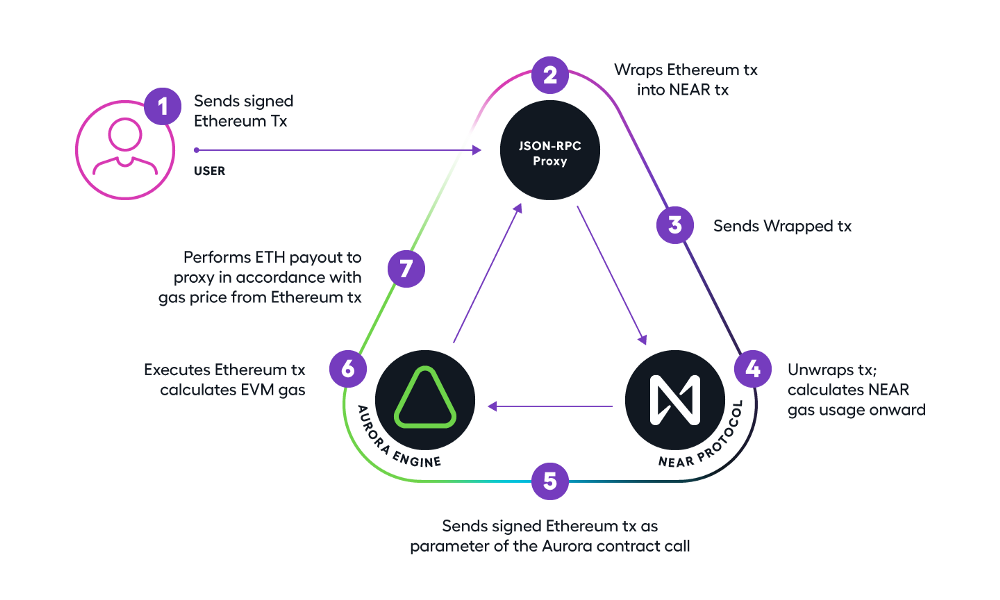 1
Sends signed
Ethereum Tx
USER
2
Wraps Ethereum tx
into NEAR tx
JSON-RPC
Proxy
3
Sends Wrapped tx
4
Unwraps tx;
calculates NEAR
gas usage onward
NEAR PROTOCOL
5
Sends signed Ethereum tx as
parameter of the Aurora contract call
AURORA ENGINE
6
Executes Ethereum tx
calculates EVM gas
7
Performs ETH payout to
proxy in accordance with
gas price from Ethereum tx